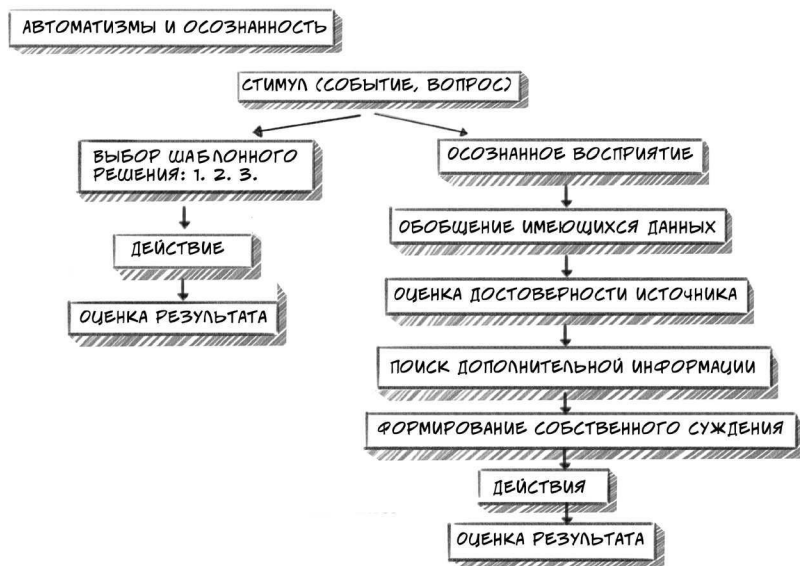 АВТОМАТИЗМЫ И ОСОЗНАННОСТЬ
СТИМУЛ (СОБЫТИЕ, ВОПРОС)
ВЫБОР ШАБЛОННОГО
РЕШЕНИЯ: 1. 2. 3.
ДЕЙСТВИЕ
ОЦЕНКА РЕЗУЛЬТАТА
ОСОЗНАННОЕ ВОСПРИЯТИЕ
ОБОБЩЕНИЕ ИМЕЮЩИХСЯ ДАННЫХ
ОЦЕНКА ДОСТОВЕРНОСТИ ИСТОЧНИКА
ПОИСК ДОПОЛНИТЕЛЬНОЙ ИНФОРМАЦИИ
ФОРМИРОВАНИЕ СОБСТВЕННОГО СУЖДЕНИЯ
ДЕЙСТВИЯ
ОЦЕНКА РЕЗУЛЬТАТА